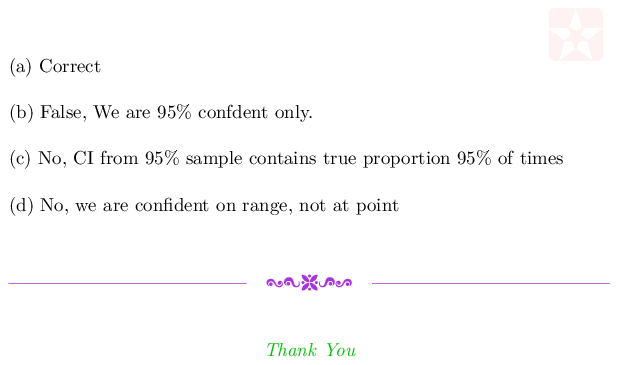 (a) Correct
(b) False, We are 95% confdent only.
(c) No, CI from 95% sample contains true proportion 95% of times
(d) No, we are confident on range, not at point
Thank You